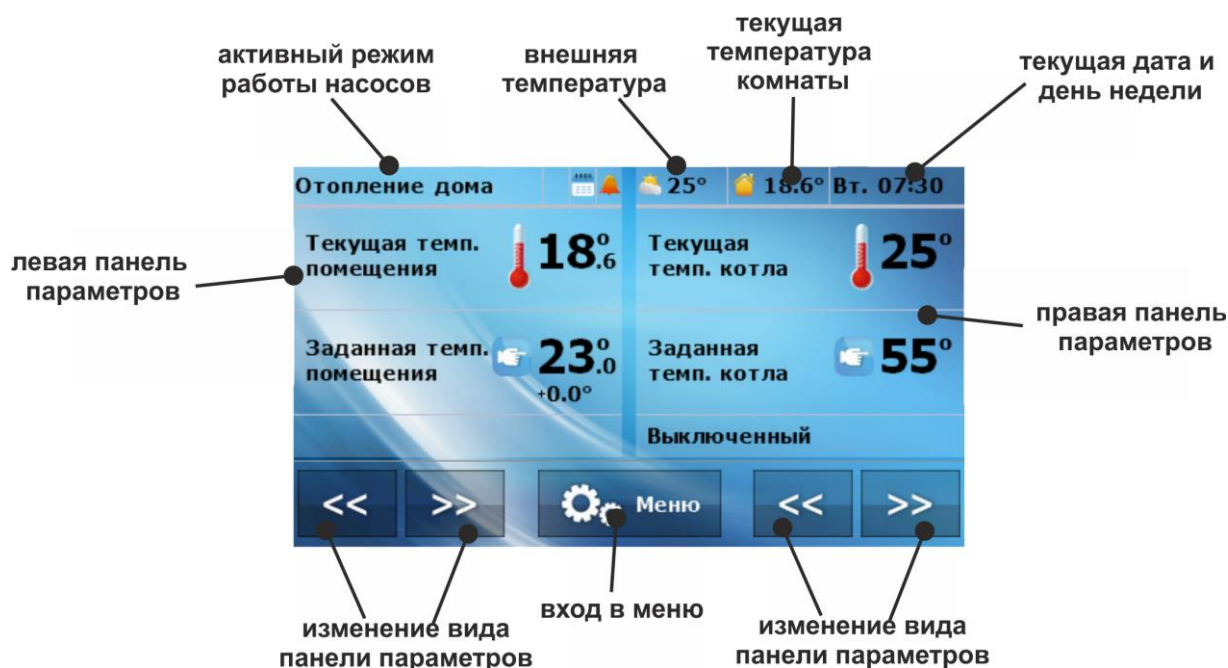 активный режим
работы насосов
внешняя
температура
текущая
температура
комнаты
текущая дата и
день недели
Отопление дома
25°
18.6°
Вт. 07:30
левая панель
параметров
Текущая темп.
помещения
18°.6
Текущая
темп. котла
25°
правая панель
параметров
Заданная темп.
помещения
23°.0
+0.0°
Заданная
темп. котла
55°
Выключенный
<<
>>
Меню
<<
>>
изменение вида
панели параметров
вход в меню
изменение вида
панели параметров